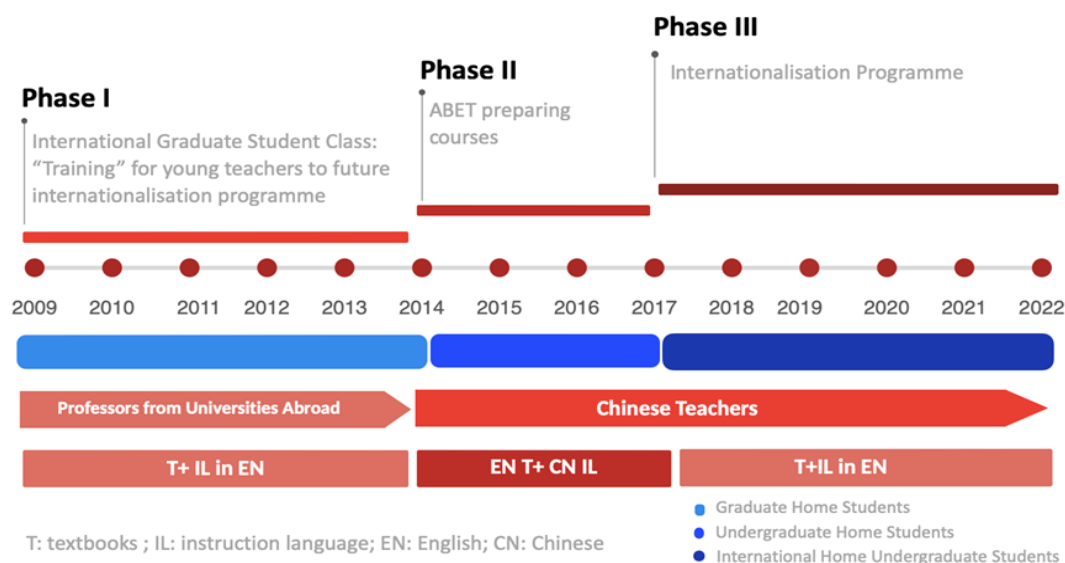 Phase III
Internationalisation Programme
Phase II
ABET preparing
courses
Phase I
International Graduate Student Class:
“Training” for young teachers to future
internationalisation programme
2009 2010 2011 2012 2013 2014 2015 2016 2017 2018 2019 2020 2021 2022
Professors from Universities Abroad
Chinese Teachers
T+ IL in EN
EN T+ CN IL
T+IL in EN
Graduate Home Students
Undergraduate Home Students
International Home Undergraduate Students
T: textbooks ; IL: instruction language; EN: English; CN: Chinese